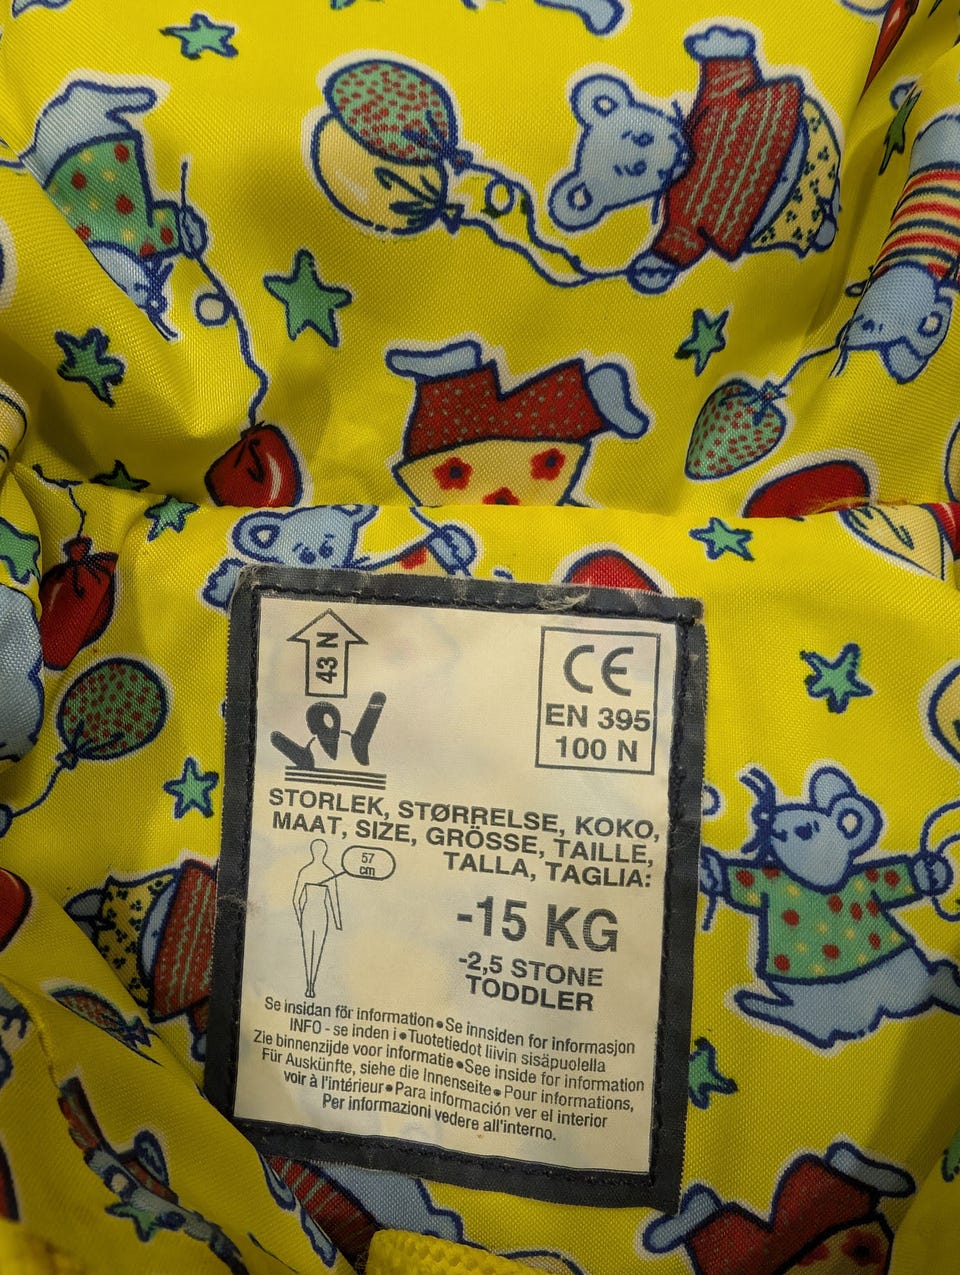 43 N
CE
EN 395
100 N
STORLEK, STØRRELSE, KOKO,
MAAT, SIZE, GRÖSSE, TAILLE,
TALLA, TAGLIA:
57
cm
-15 KG
-2,5 STONE
TODDLER
Se insidan för information•Se innsiden for informasjon
INFO - se inden i•Tuotetiedot liivin sisäpuolella
Zie binnenzijde voor informatie•See inside for information
Für Auskünfte, siehe die Innenseite•Pour informations,
voir à l'intérieur•Para información ver el interior
Per informazioni vedere all'interno.